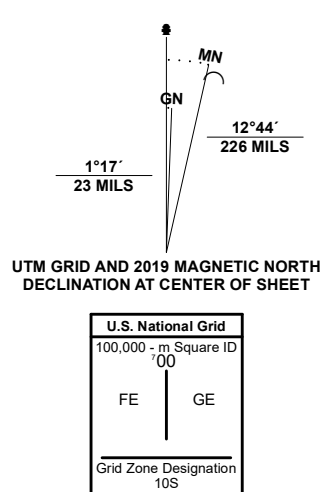 MN
GN
12°44´
226 MILS
1°17´
23 MILS
UTM GRID AND 2019 MAGNETIC NORTH
DECLINATION AT CENTER OF SHEET
U.S. National Grid
100,000 - m Square ID
⁷00
FE GE
Grid Zone Designation
10S